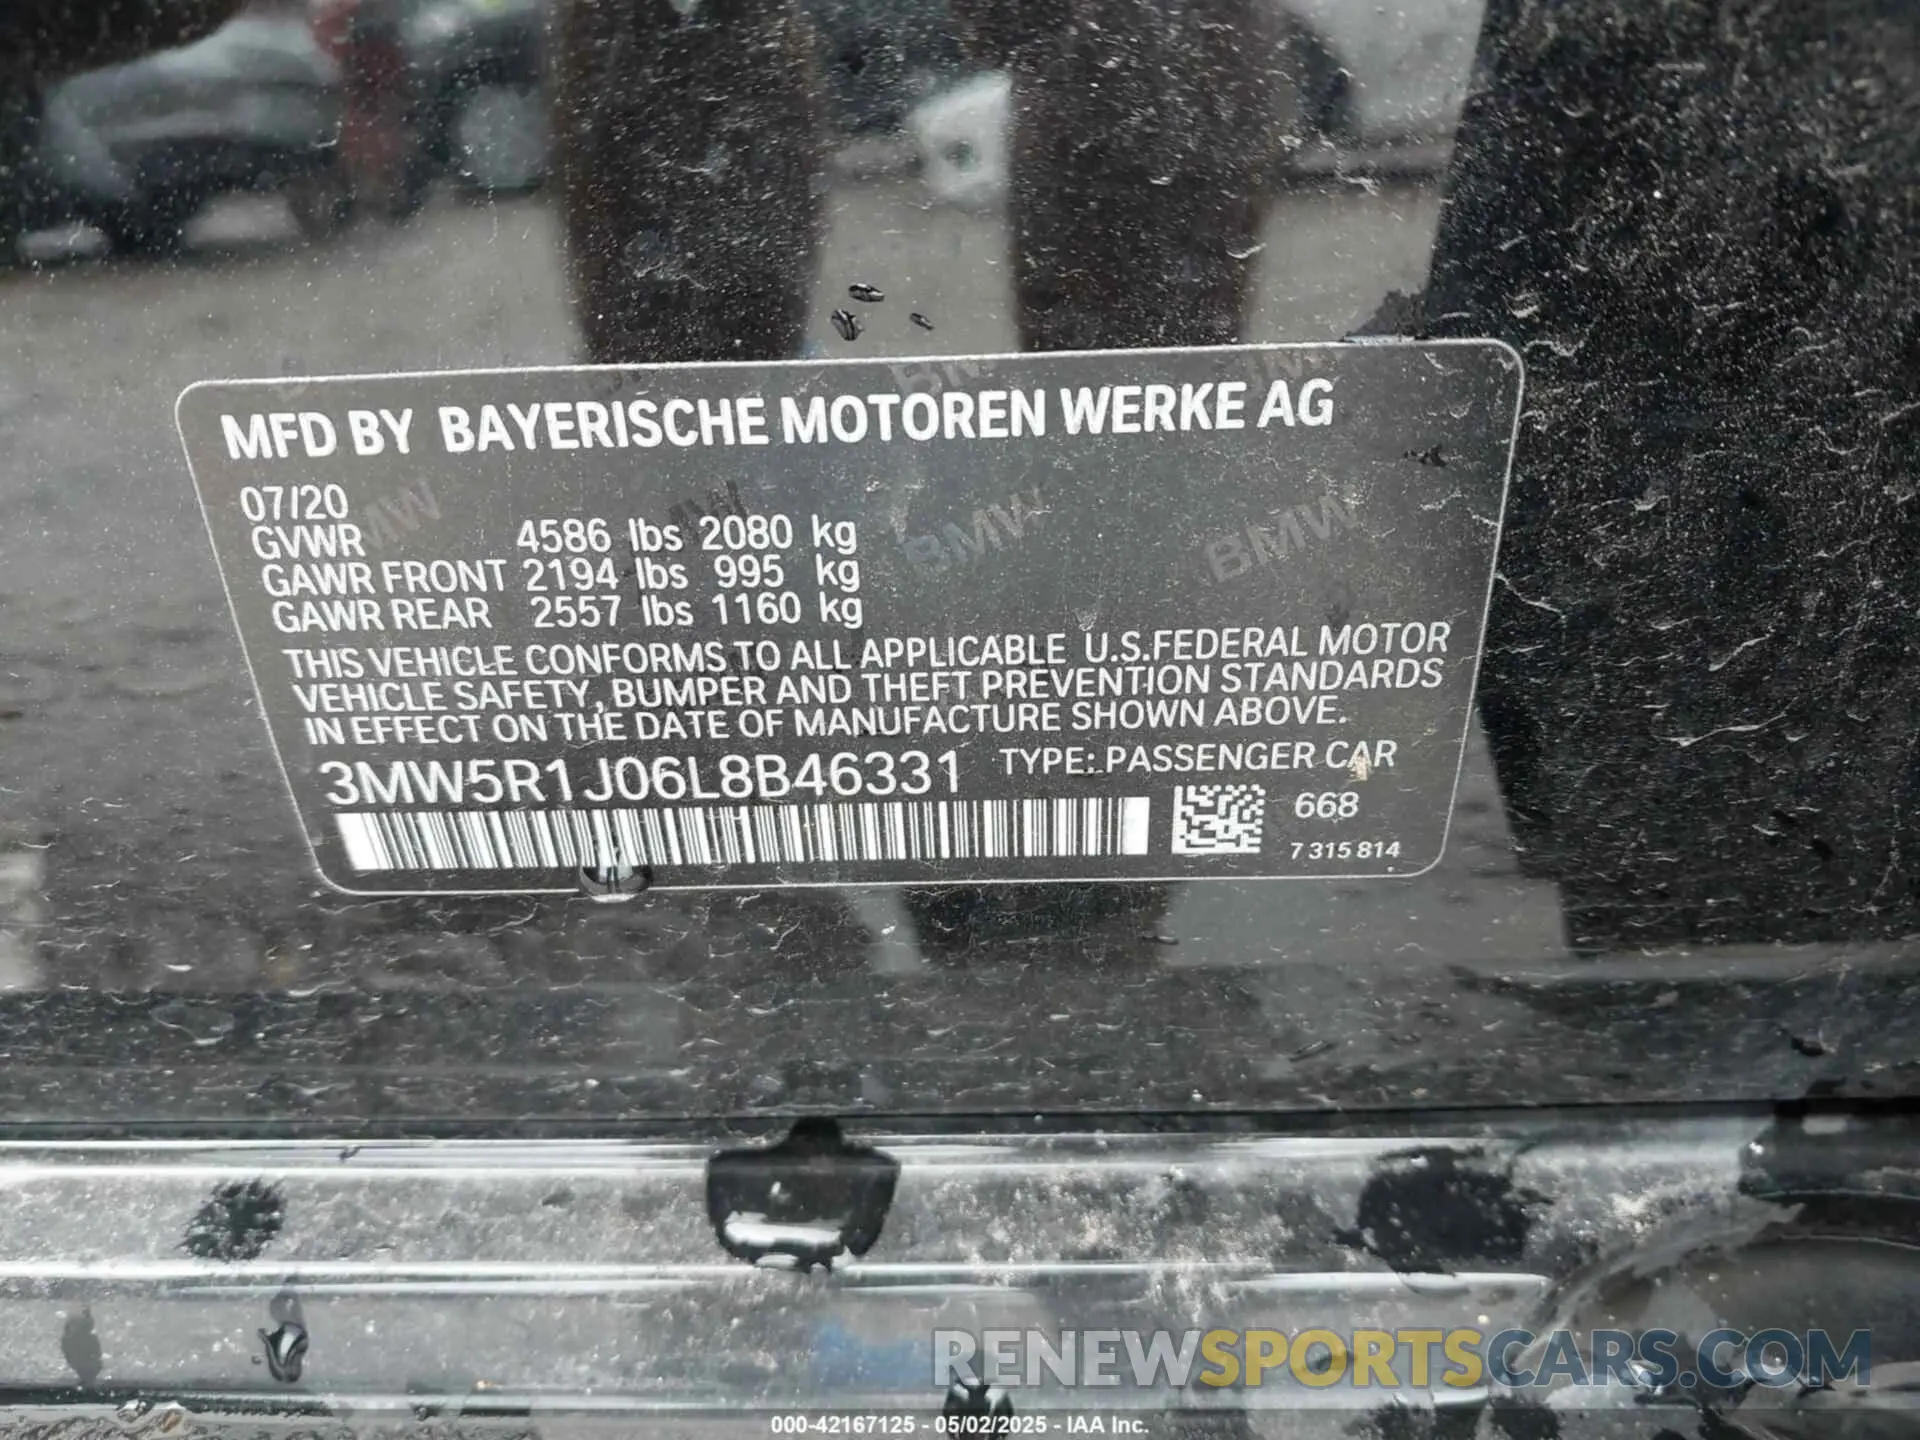 MFD BY BAYERISCHE MOTOREN WERKE AG
07/20
GVWR 4586 lbs 2080 kg
GAWR FRONT 2194 lbs 995 kg
GAWR REAR 2557 lbs 1160 kg
THIS VEHICLE CONFORMS TO ALL APPLICABLE U.S.FEDERAL MOTOR
VEHICLE SAFETY, BUMPER AND THEFT PREVENTION STANDARDS
IN EFFECT ON THE DATE OF MANUFACTURE SHOWN ABOVE.
3MW5R1J06L8B46331 TYPE: PASSENGER CAR
668
7 315 814
BMW BMW BMW
RENEWSPORTSCARS.COM
000-42167125 - 05/02/2025 - IAA Inc.